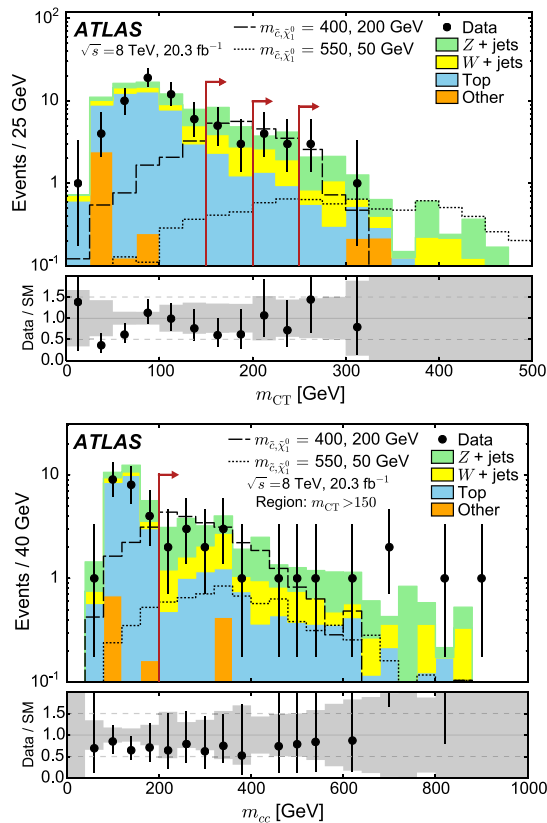 ATLAS
√s = 8 TeV, 20.3 fb⁻¹
m_{c̃,χ̃₁⁰} = 400, 200 GeV
m_{c̃,χ̃₁⁰} = 550, 50 GeV
Data
Z + jets
W + jets
Top
Other
Events / 25 GeV
10²
10
1
10⁻¹
Data / SM
1.5
1.0
0.5
0.0
0 100 200 300 400 500
m_CT [GeV]
ATLAS
m_{c̃,χ̃₁⁰} = 400, 200 GeV
m_{c̃,χ̃₁⁰} = 550, 50 GeV
√s = 8 TeV, 20.3 fb⁻¹
Region: m_CT > 150
Data
Z + jets
W + jets
Top
Other
Events / 40 GeV
10
1
10⁻¹
Data / SM
1.5
1.0
0.5
0.0
0 200 400 600 800 1000
m_cc [GeV]